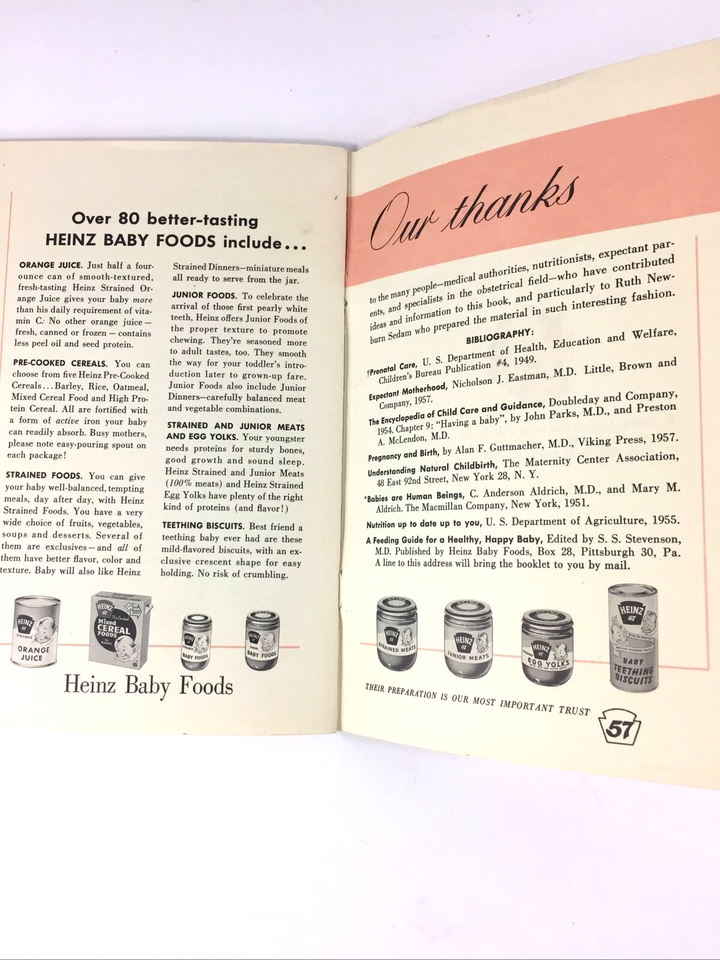 Over 80 better-tasting
HEINZ BABY FOODS include...
ORANGE JUICE. Just half a four-
ounce can of smooth-textured,
fresh-tasting Heinz Strained Or-
ange Juice gives your baby more
than his daily requirement of vita-
min C. No other orange juice—
fresh, canned or frozen—contains
less peel oil and seed protein.
PRE-COOKED CEREALS. You can
choose from five Heinz Pre-Cooked
Cereals...Barley, Rice, Oatmeal,
Mixed Cereal Food and High Pro-
tein Cereal. All are fortified with
a form of active iron your baby
can readily absorb. Busy mothers,
please note easy-pouring spout on
each package!
STRAINED FOODS. You can give
your baby well-balanced, tempting
meals, day after day, with Heinz
Strained Foods. You have a very
wide choice of fruits, vegetables,
soups and desserts. Several of
them are exclusives—and all of
them have better flavor, color and
texture. Baby will also like Heinz
Strained Dinners—miniature meals
all ready to serve from the jar.
JUNIOR FOODS. To celebrate the
arrival of those first pearly white
teeth, Heinz offers Junior Foods of
the proper texture to promote
chewing. They're seasoned more
to adult tastes, too. They smooth
the way for your toddler's intro-
duction later to grown-up fare.
Junior Foods also include Junior
Dinners—carefully balanced meat
and vegetable combinations.
STRAINED AND JUNIOR MEATS
AND EGG YOLKS. Your youngster
needs proteins for sturdy bones,
good growth and sound sleep.
Heinz Strained and Junior Meats
(100% meats) and Heinz Strained
Egg Yolks have plenty of the right
kind of proteins (and flavor!)
TEETHING BISCUITS. Best friend a
teething baby ever had are these
mild-flavored biscuits, with an ex-
clusive crescent shape for easy
holding. No risk of crumbling.
HEINZ
57
ORANGE
JUICE
HEINZ
57
Mixed
CEREAL
FOOD
HEINZ
BABY FOODS
HEINZ
BABY FOODS
Heinz Baby Foods
Our thanks
to the many people—medical authorities, nutritionists, expectant par-
ents, and specialists in the obstetrical field—who have contributed
ideas and information to this book, and particularly to Ruth New-
burn Sedam who prepared the material in such interesting fashion.
BIBLIOGRAPHY:
†Prenatal Care, U. S. Department of Health, Education and Welfare,
Children's Bureau Publication #4, 1949.
Expectant Motherhood, Nicholson J. Eastman, M.D. Little, Brown and
Company, 1957.
The Encyclopedia of Child Care and Guidance, Doubleday and Company,
1954. Chapter 9: "Having a baby", by John Parks, M.D., and Preston
A. McLendon, M.D.
Pregnancy and Birth, by Alan F. Guttmacher, M.D., Viking Press, 1957.
Understanding Natural Childbirth, The Maternity Center Association,
48 East 92nd Street, New York 28, N. Y.
*Babies are Human Beings, C. Anderson Aldrich, M.D., and Mary M.
Aldrich. The Macmillan Company, New York, 1951.
Nutrition up to date up to you, U. S. Department of Agriculture, 1955.
A Feeding Guide for a Healthy, Happy Baby, Edited by S. S. Stevenson,
M.D. Published by Heinz Baby Foods, Box 28, Pittsburgh 30, Pa.
A line to this address will bring the booklet to you by mail.
HEINZ
57
STRAINED MEATS
HEINZ
57
JUNIOR MEATS
HEINZ
57
EGG YOLKS
HEINZ
57
BABY
TEETHING
BISCUITS
THEIR PREPARATION IS OUR MOST IMPORTANT TRUST
57